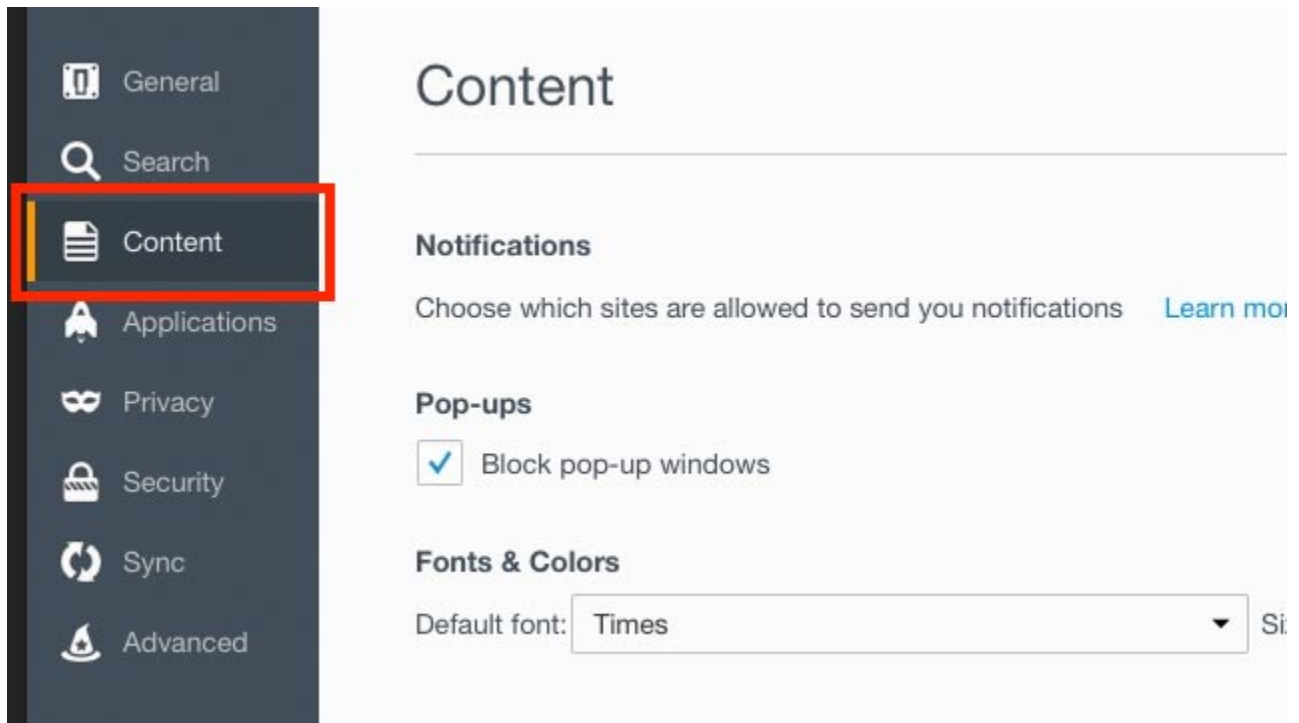 General
Search
Content
Applications
Privacy
Security
Sync
Advanced
Content
Notifications
Choose which sites are allowed to send you notifications Learn
Pop-ups
Block pop-up windows
Fonts & Colors
Default font: Times